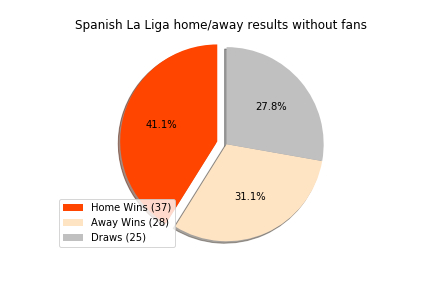 Spanish La Liga home/away results without fans
41.1%
27.8%
31.1%
Home Wins (37)
Away Wins (28)
Draws (25)